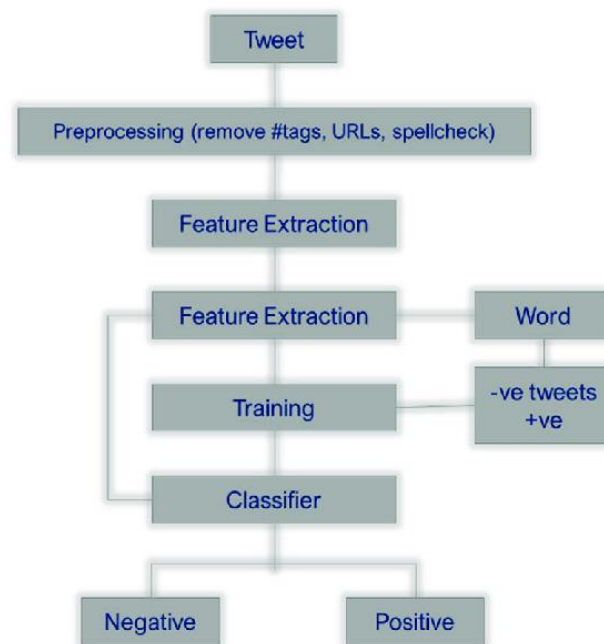 Tweet
Preprocessing (remove #tags, URLs, spellcheck)
Feature Extraction
Feature Extraction
Word
Training
-ve tweets
+ve
Classifier
Negative
Positive